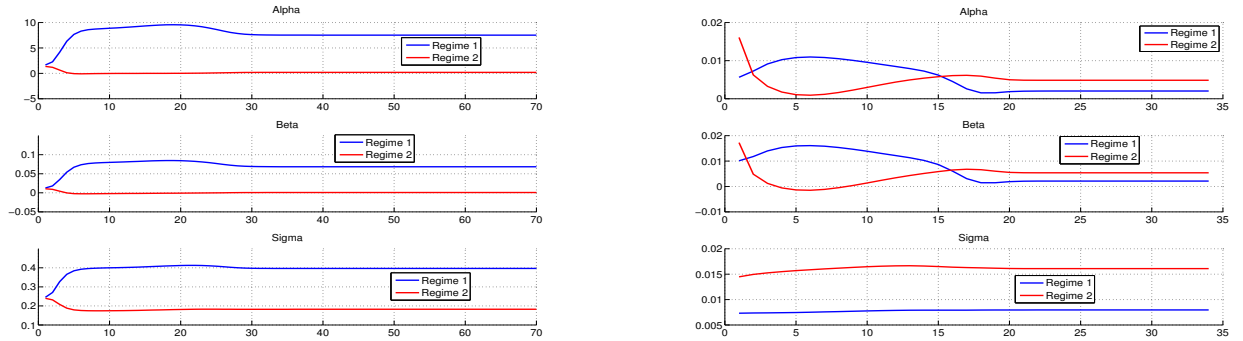 Alpha
10
5
0
−5
Regime 1
Regime 2
0 10 20 30 40 50 60 70
Beta
0.1
0.05
0
−0.05
Regime 1
Regime 2
0 10 20 30 40 50 60 70
Sigma
0.4
0.3
0.2
0.1
Regime 1
Regime 2
0 10 20 30 40 50 60 70
Alpha
0.02
0.01
0
Regime 1
Regime 2
0 5 10 15 20 25 30 35
Beta
0.02
0.01
0
−0.01
Regime 1
Regime 2
0 5 10 15 20 25 30 35
Sigma
0.02
0.015
0.01
0.005
Regime 1
Regime 2
0 5 10 15 20 25 30 35